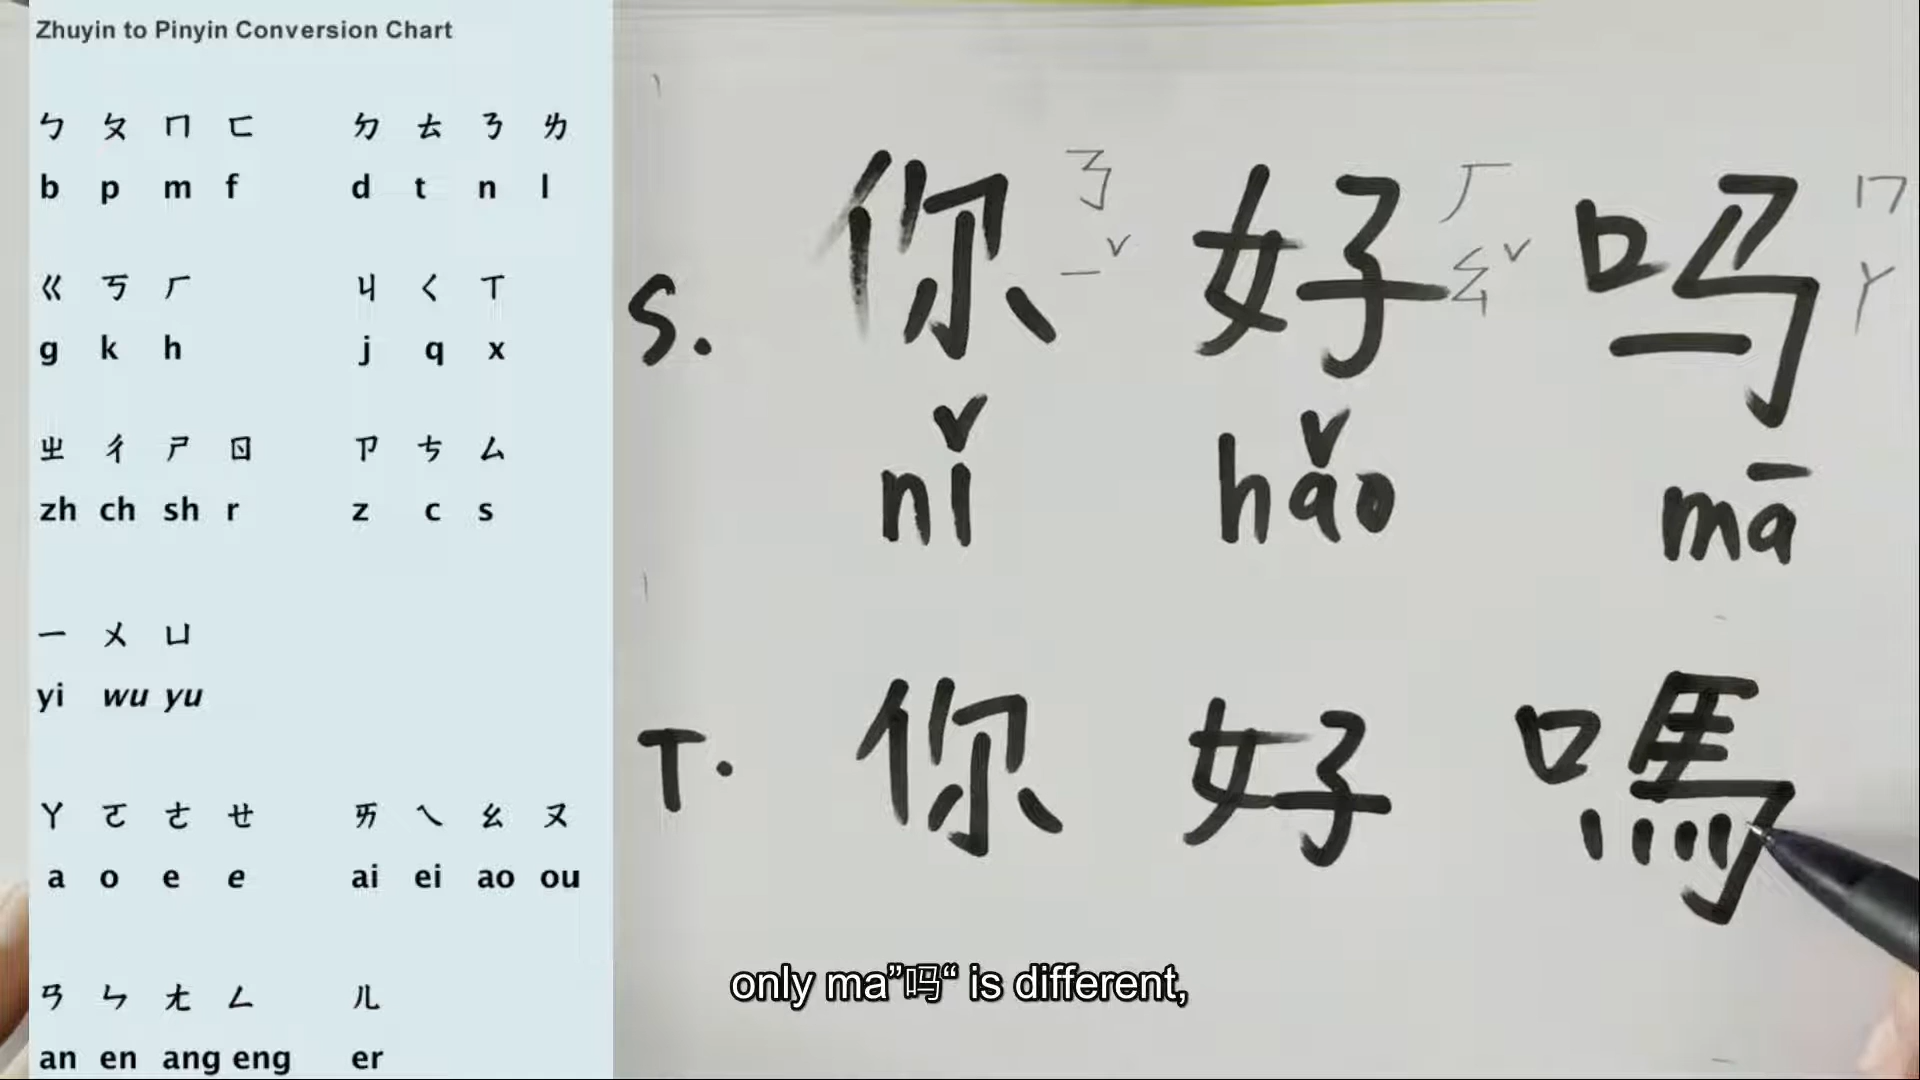 Zhuyin to Pinyin Conversion Chart
ㄅ ㄆ ㄇ ㄈ ㄉ ㄊ ㄋ ㄌ
b p m f d t n l
ㄍ ㄎ ㄏ ㄐ ㄑ ㄒ
g k h j q x
ㄓ ㄔ ㄕ ㄖ ㄗ ㄘ ㄙ
zh ch sh r z c s
ㄧ ㄨ ㄩ
yi wu yu
ㄚ ㄛ ㄜ ㄝ ㄞ ㄟ ㄠ ㄡ
a o e e ai ei ao ou
ㄢ ㄣ ㄤ ㄥ ㄦ
an en ang eng er
S. 你 ㄋㄧˇ 好 ㄏㄠˇ 吗 ㄇㄚ
nǐ hǎo mā
T. 你 好 嗎
only ma”吗“ is different,